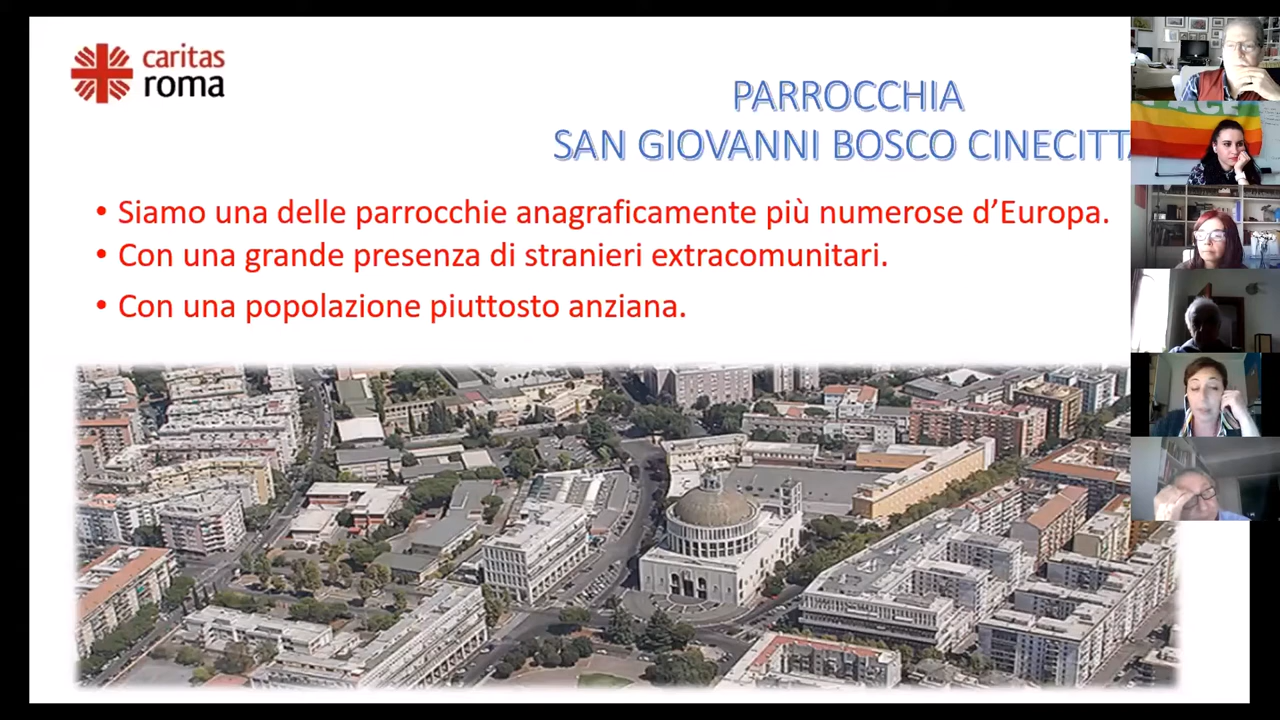 caritas
roma
PARROCCHIA
SAN GIOVANNI BOSCO CINECITT
• Siamo una delle parrocchie anagraficamente più numerose d’Europa.
• Con una grande presenza di stranieri extracomunitari.
• Con una popolazione piuttosto anziana.